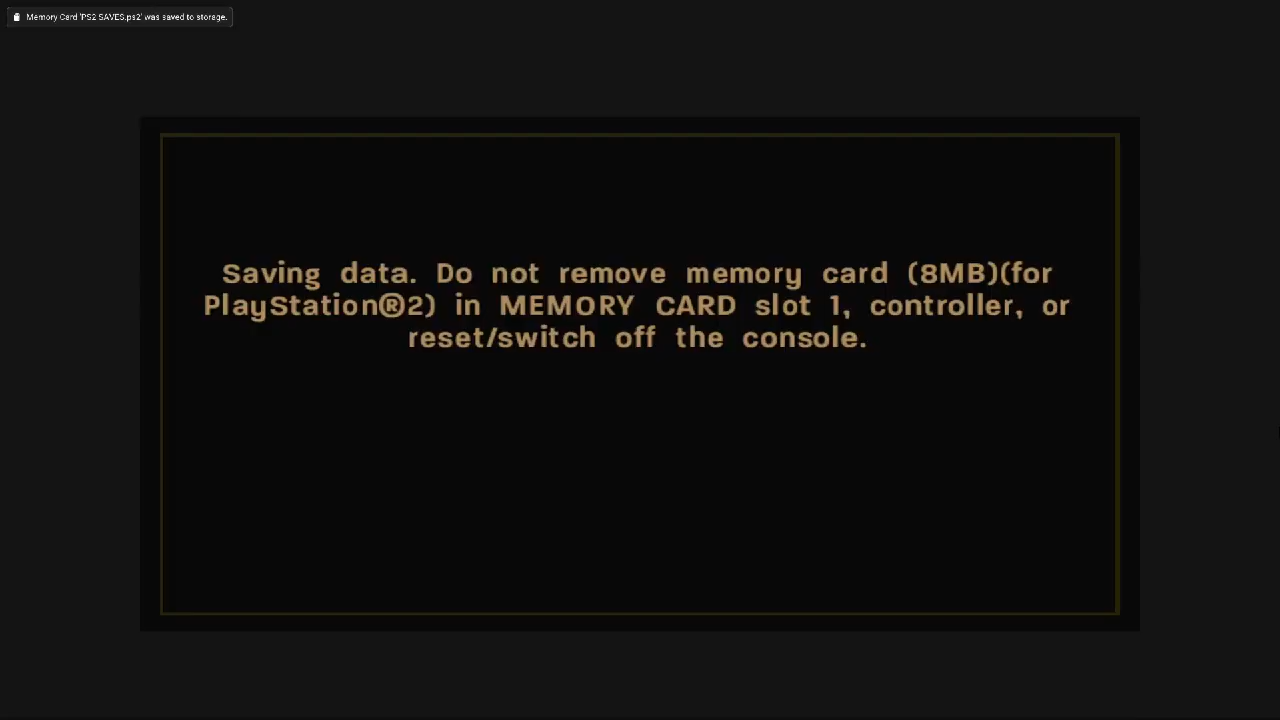 Memory Card 'PS2 SAVES.ps2' was saved to storage.
Saving data. Do not remove memory card (8MB)(for
PlayStation®2) in MEMORY CARD slot 1, controller, or
reset/switch off the console.